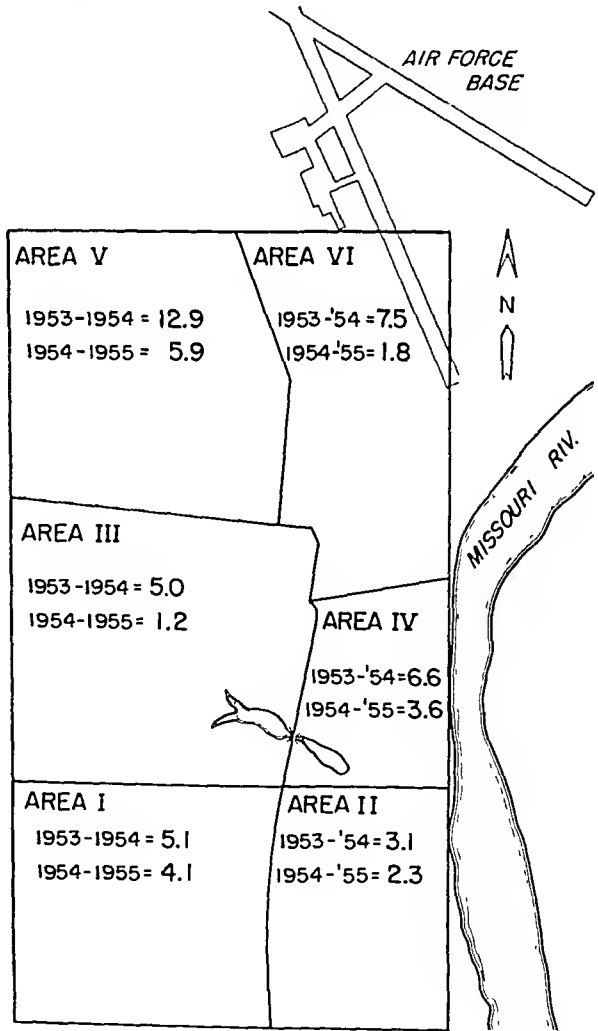 AIR FORCE
BASE
AREA V
1953-1954 = 12.9
1954-1955 = 5.9
AREA VI
1953-'54 = 7.5
1954-'55 = 1.8
N
MISSOURI RIV.
AREA III
1953-1954 = 5.0
1954-1955 = 1.2
AREA IV
1953-'54 = 6.6
1954-'55 = 3.6
AREA I
1953-1954 = 5.1
1954-1955 = 4.1
AREA II
1953-'54 = 3.1
1954-'55 = 2.3